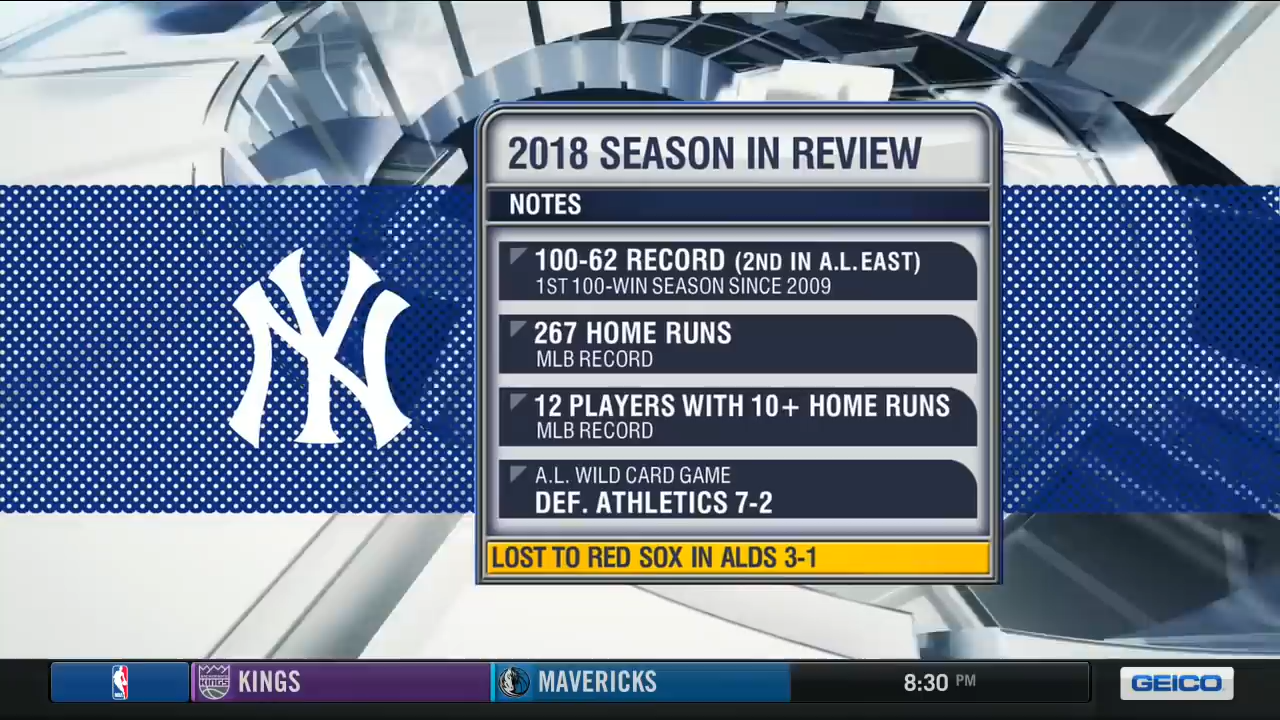 2018 SEASON IN REVIEW
NOTES
100-62 RECORD (2ND IN A.L. EAST)
1ST 100-WIN SEASON SINCE 2009
267 HOME RUNS
MLB RECORD
12 PLAYERS WITH 10+ HOME RUNS
MLB RECORD
A.L. WILD CARD GAME
DEF. ATHLETICS 7-2
LOST TO RED SOX IN ALDS 3-1
KINGS
MAVERICKS
8:30 PM
GEICO